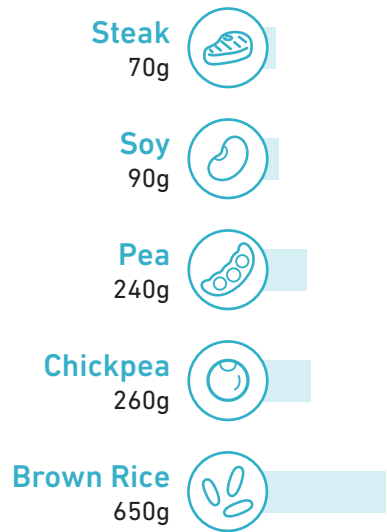 Steak
70g
Soy
90g
Pea
240g
Chickpea
260g
Brown Rice
650g